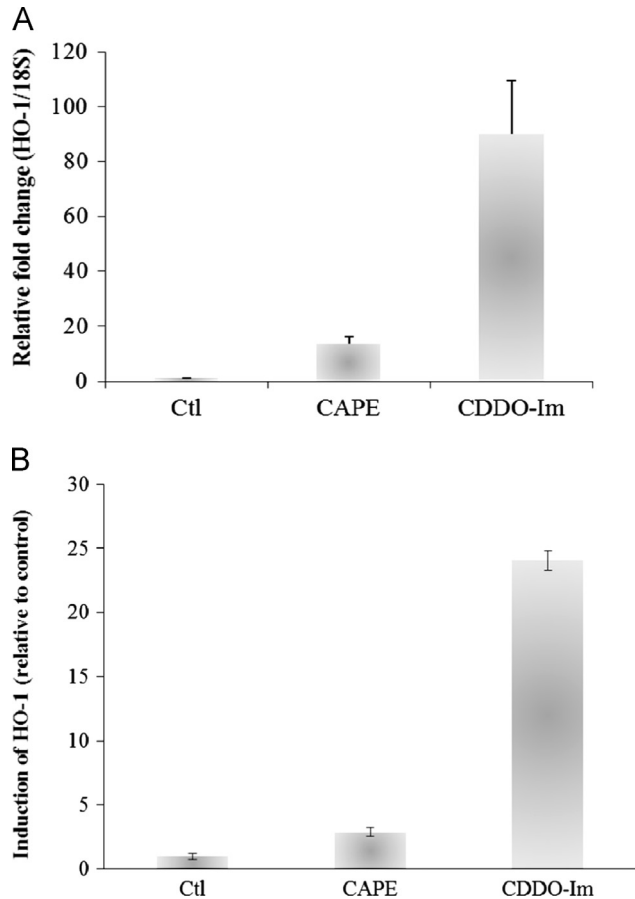 A
Relative fold change (HO-1/18S)
120
100
80
60
40
20
0
Ctl
CAPE
CDDO-Im
B
Induction of HO-1 (relative to control)
30
25
20
15
10
5
0
Ctl
CAPE
CDDO-Im